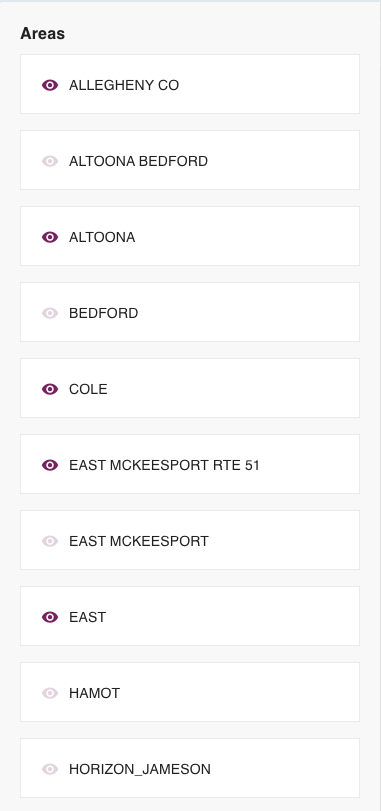 Areas
ALLEGHENY CO
ALTOONA BEDFORD
ALTOONA
BEDFORD
COLE
EAST MCKEESPORT RTE 51
EAST MCKEESPORT
EAST
HAMOT
HORIZON_JAMESON